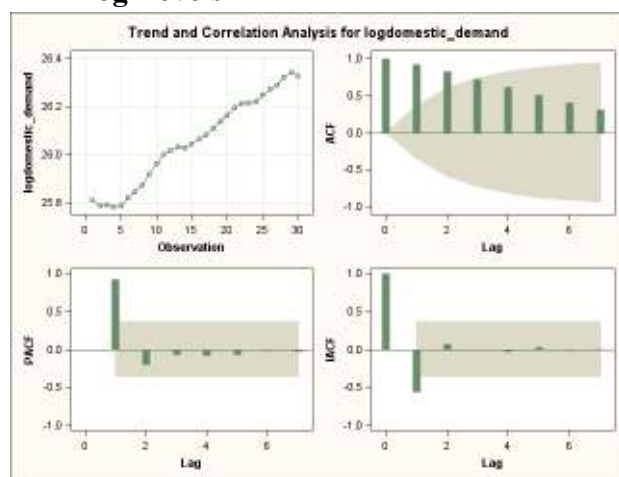 Trend and Correlation Analysis for logdomestic_demand
logdomestic_demand
26.4
26.2
26.0
25.8
0 5 10 15 20 25 30
Observation
ACF
1.0
0.5
0.0
-0.5
-1.0
0 2 4 6
Lag
PACF
1.0
0.5
0.0
-0.5
-1.0
0 2 4 6
Lag
IACF
1.0
0.5
0.0
-0.5
-1.0
0 2 4 6
Lag